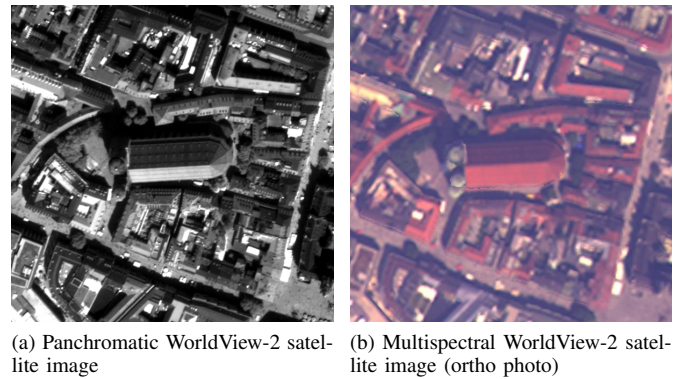 (a) Panchromatic WorldView-2 satel-
lite image
(b) Multispectral WorldView-2 satel-
lite image (ortho photo)